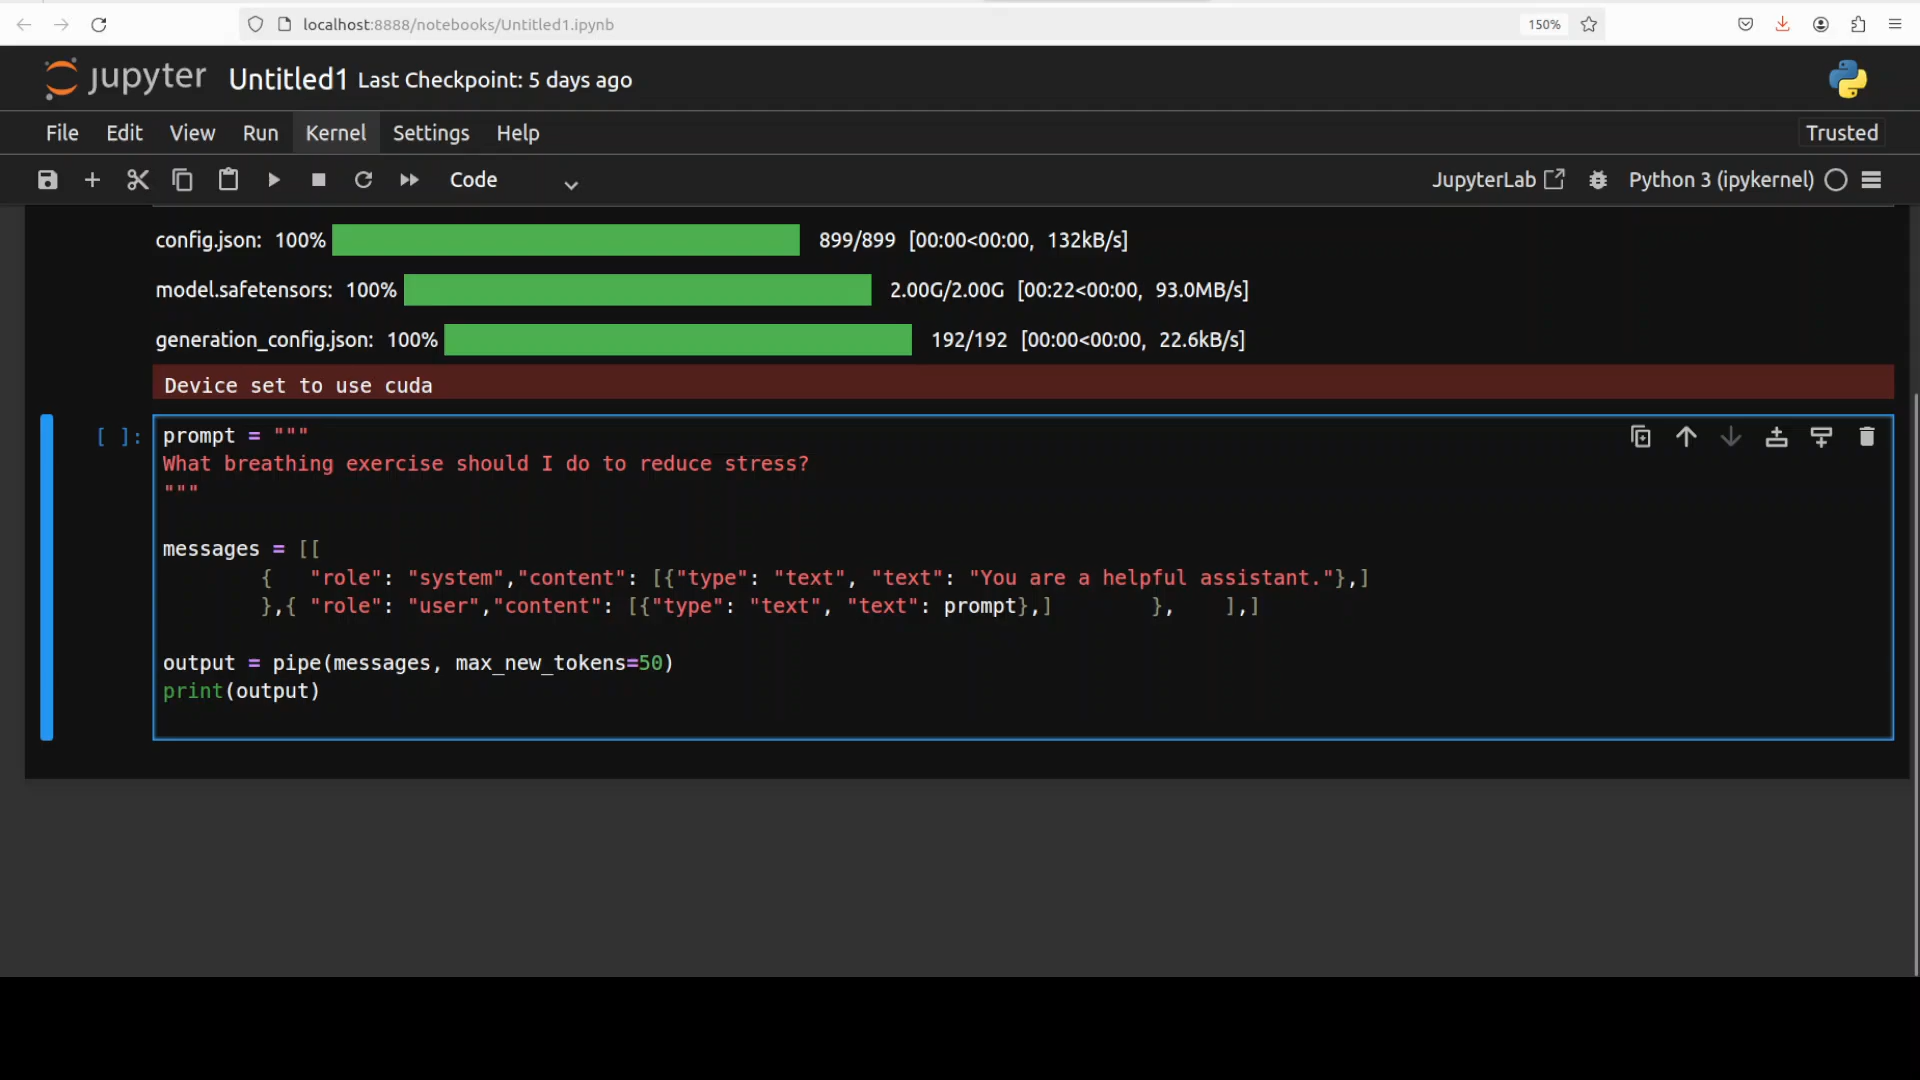 localhost:8888/notebooks/Untitled1.ipynb 150%
jupyter Untitled1 Last Checkpoint: 5 days ago
File Edit View Run Kernel Settings Help Trusted
Code JupyterLab Python 3 (ipykernel)
config.json: 100% 899/899 [00:00<00:00, 132kB/s]
model.safetensors: 100% 2.00G/2.00G [00:22<00:00, 93.0MB/s]
generation_config.json: 100% 192/192 [00:00<00:00, 22.6kB/s]
Device set to use cuda
[ ]: prompt = """
What breathing exercise should I do to reduce stress?
"""
messages = [[
{ "role": "system","content": [{"type": "text", "text": "You are a helpful assistant."},]
},{ "role": "user","content": [{"type": "text", "text": prompt},] }, ],]
output = pipe(messages, max_new_tokens=50)
print(output)